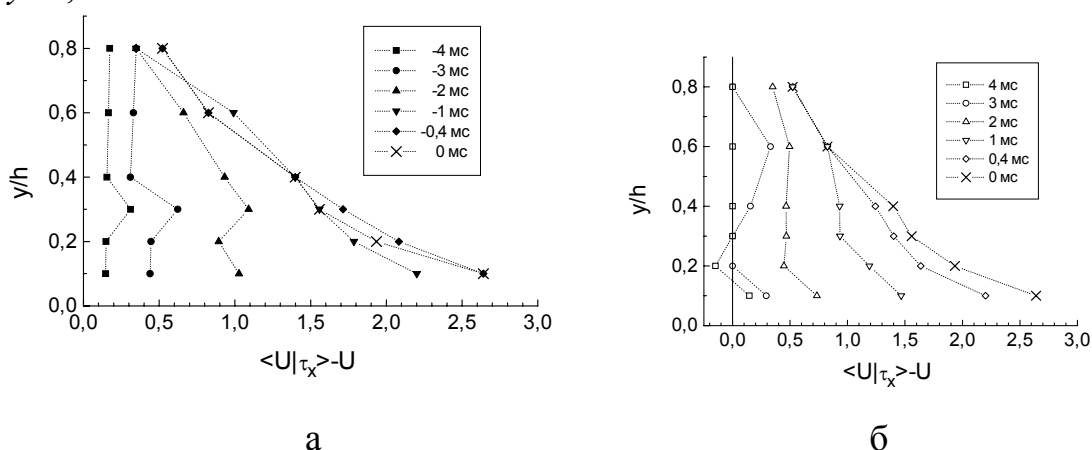 0,8
0,6
0,4
0,2
0,0
y/h
0,0 0,5 1,0 1,5 2,0 2,5 3,0
<U|τx>-U
-4 мс
-3 мс
-2 мс
-1 мс
-0,4 мс
0 мс
а
0,8
0,6
0,4
0,2
0,0
y/h
0,0 0,5 1,0 1,5 2,0 2,5 3,0
<U|τx>-U
4 мс
3 мс
2 мс
1 мс
0,4 мс
0 мс
б